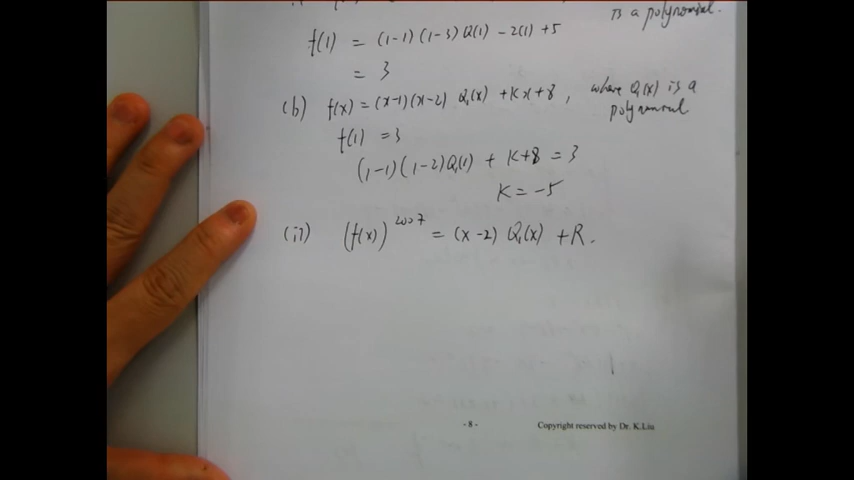 is a polynomial.
f(1) = (1-1)(1-3)Q(1) - 2(1) + 5
= 3
(b) f(x) = (x-1)(x-2) Q₁(x) + Kx + 8, where Q₁(x) is a
polynomial
f(1) = 3
(1-1)(1-2)Q₁(1) + K+8 = 3
K = -5
(ii) (f(x))²⁰⁰⁷ = (x-2) Q₁(x) + R.
- 8 - Copyright reserved by Dr. K.Liu